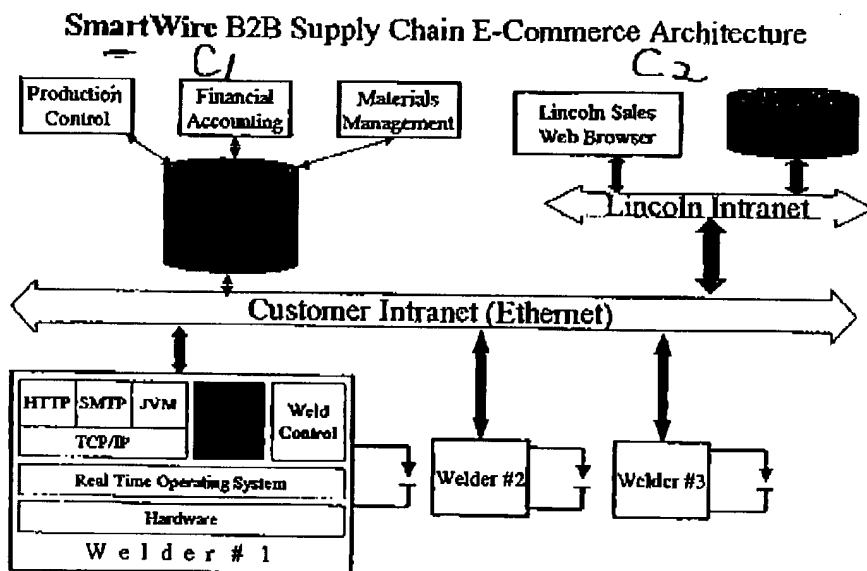 SmartWire B2B Supply Chain E-Commerce Architecture
C1
C2
Production
Control
Financial
Accounting
Materials
Management
Lincoln Sales
Web Browser
Lincoln Intranet
Customer Intranet (Ethernet)
HTTP
SMTP
JVM
TCP/IP
Weld
Control
Real Time Operating System
Hardware
Welder # 1
Welder #2
Welder #3